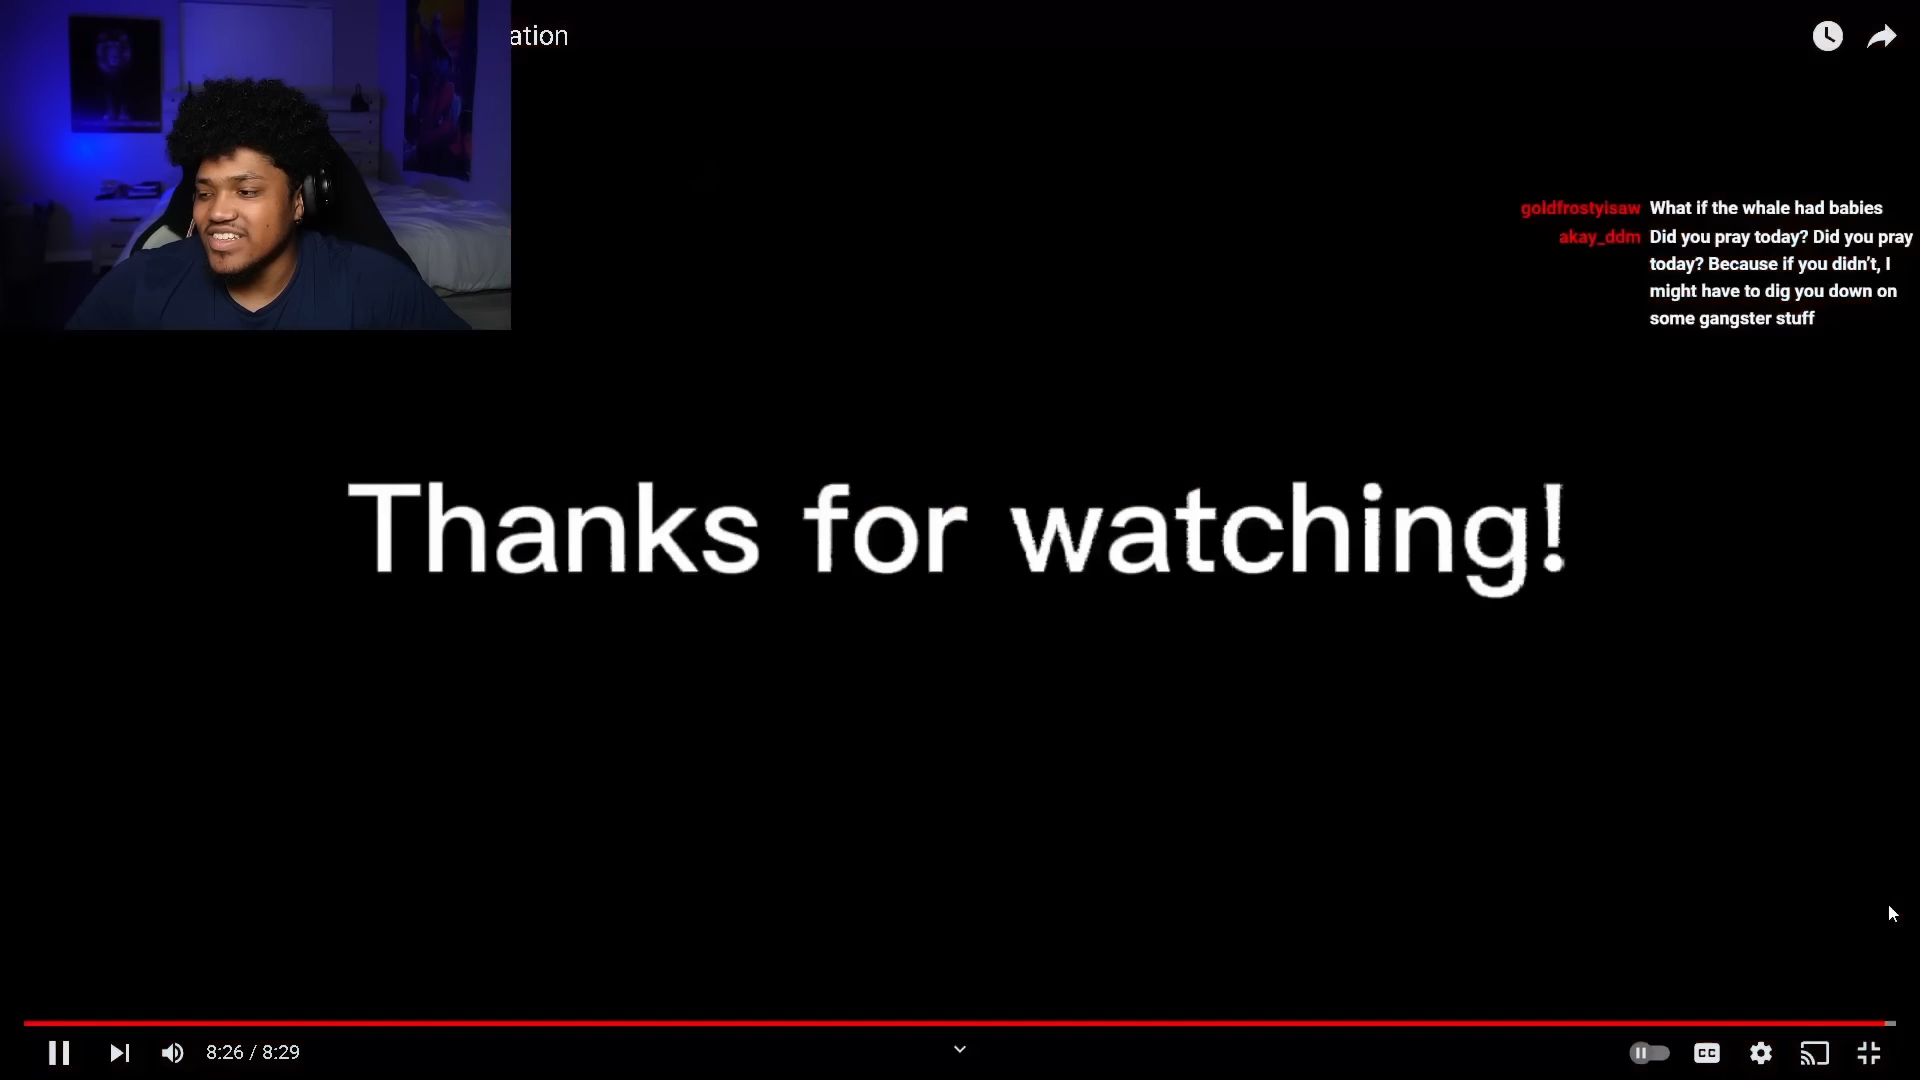 ation
goldfrostyisaw What if the whale had babies
akay_ddm Did you pray today? Did you pray
today? Because if you didn't, I
might have to dig you down on
some gangster stuff
Thanks for watching!
8:26 / 8:29
CC